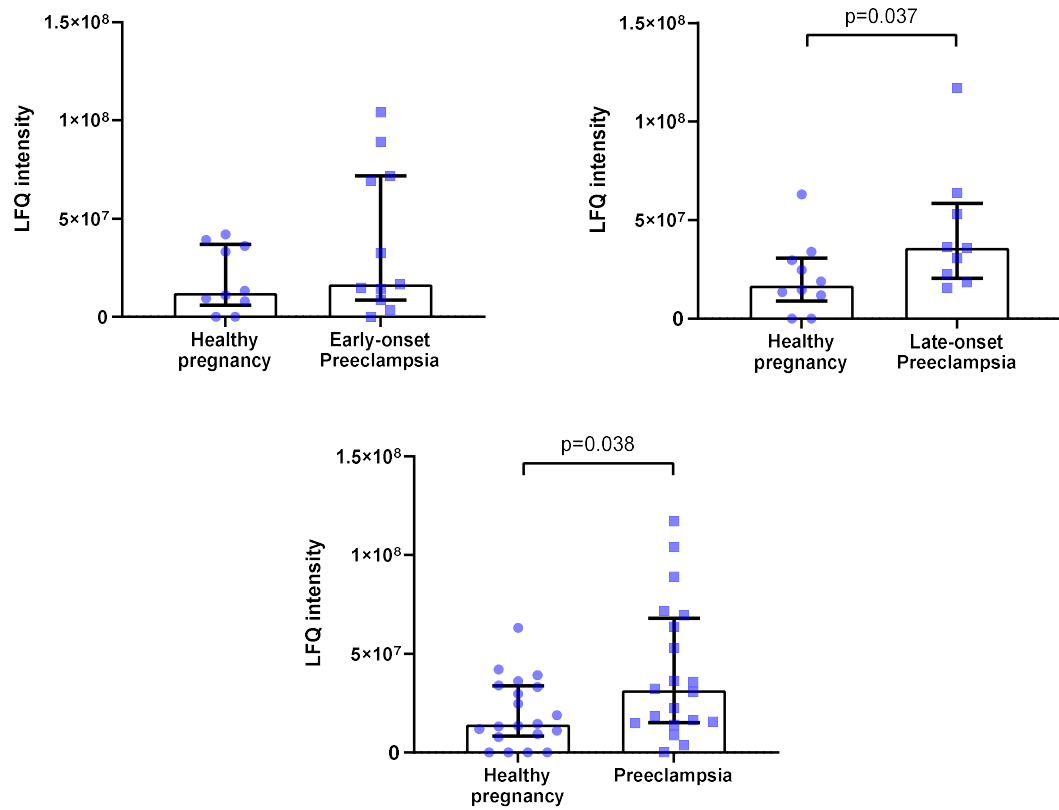 1.5×10⁸
1×10⁸
5×10⁷
0
LFQ intensity
Healthy
pregnancy
Early-onset
Preeclampsia
p=0.037
1.5×10⁸
1×10⁸
5×10⁷
0
LFQ intensity
Healthy
pregnancy
Late-onset
Preeclampsia
p=0.038
1.5×10⁸
1×10⁸
5×10⁷
0
LFQ intensity
Healthy
pregnancy
Preeclampsia